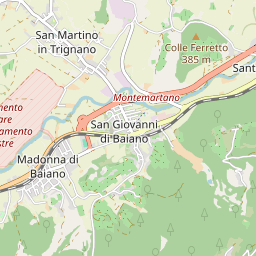 San Martino
in Trignano
Colle Ferretto
385 m
Sant
Montemartano
mento
are
amento
stre
San Giovanni
di Baiano
Madonna di
Baiano